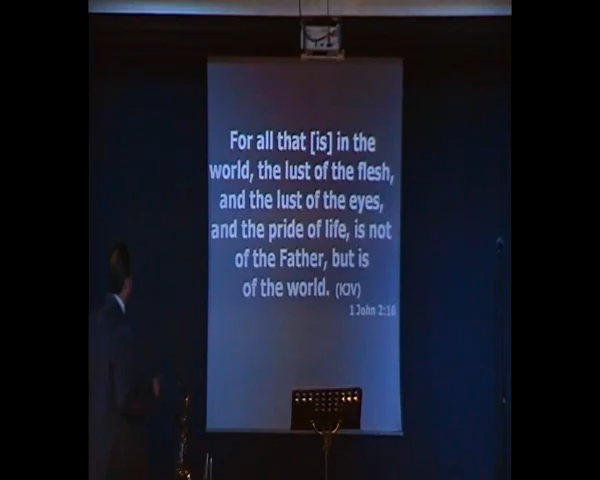 For all that [is] in the
world, the lust of the flesh,
and the lust of the eyes,
and the pride of life, is not
of the Father, but is
of the world. (KJV)
1 John 2:16